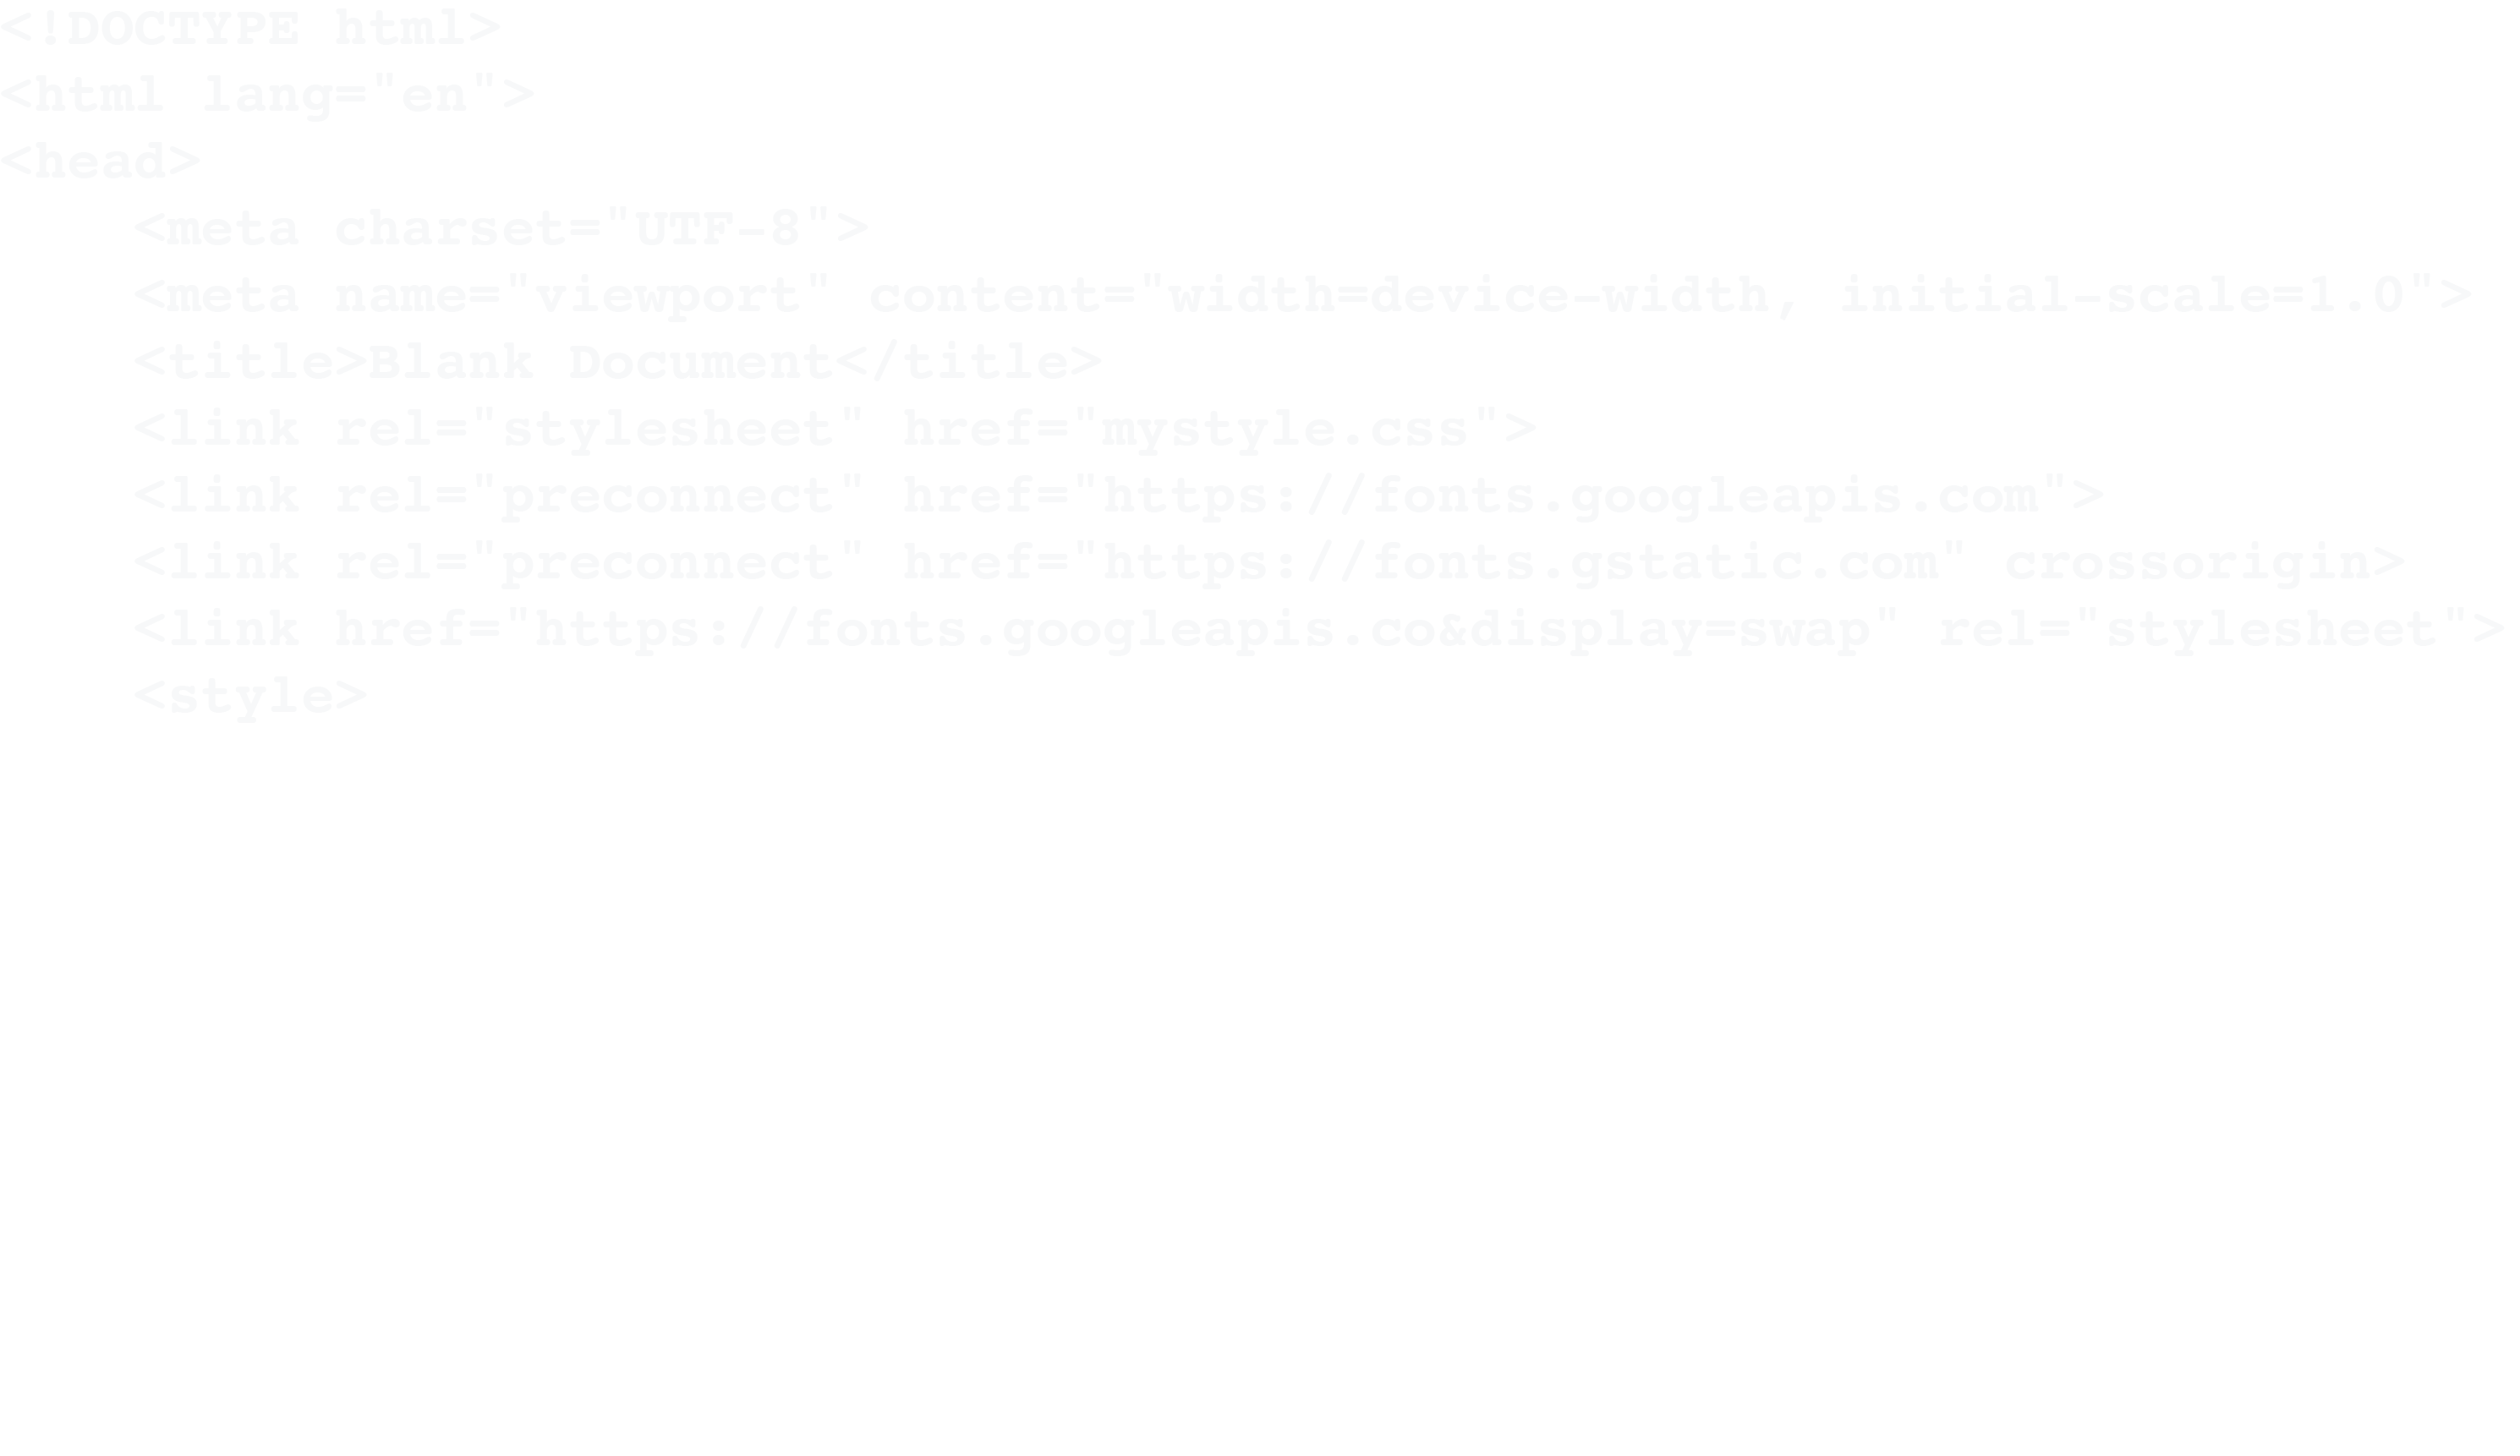 <!DOCTYPE html>
<html lang="en">
<head>
    <meta charset="UTF-8">
    <meta name="viewport" content="width=device-width, initial-scale=1.0">
    <title>Blank Document</title>
    <link rel="stylesheet" href="mystyle.css">
    <link rel="preconnect" href="https://fonts.googleapis.com">
    <link rel="preconnect" href="https://fonts.gstatic.com" crossorigin>
    <link href="https://fonts.googleapis.co&display=swap" rel="stylesheet">
    <style>